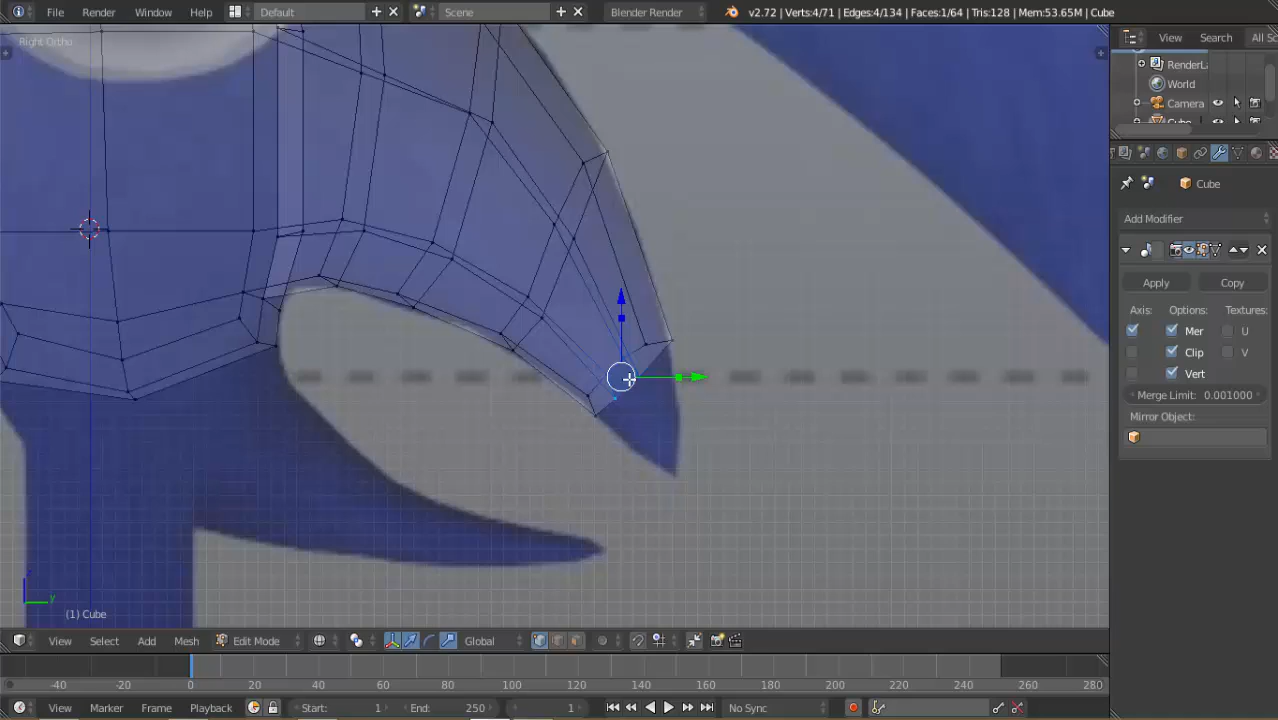 File Render Window Help Default Scene Blender Render v2.72 | Verts:4/71 | Edges:4/134 | Faces:1/64 | Tris:128 | Mem:53.65M | Cube
Right Ortho
View Search All Sc
RenderLa
World
Camera
Cube
Cube
Add Modifier
Apply Copy
Axis: Options: Textures:
Mer U
Clip V
Vert
Merge Limit: 0.001000
Mirror Object:
z
y
(1) Cube
View Select Add Mesh Edit Mode Global
-40 -20 0 20 40 60 80 100 120 140 160 180 200 220 240 260 280
View Marker Frame Playback Start: 1 End: 250 1 No Sync